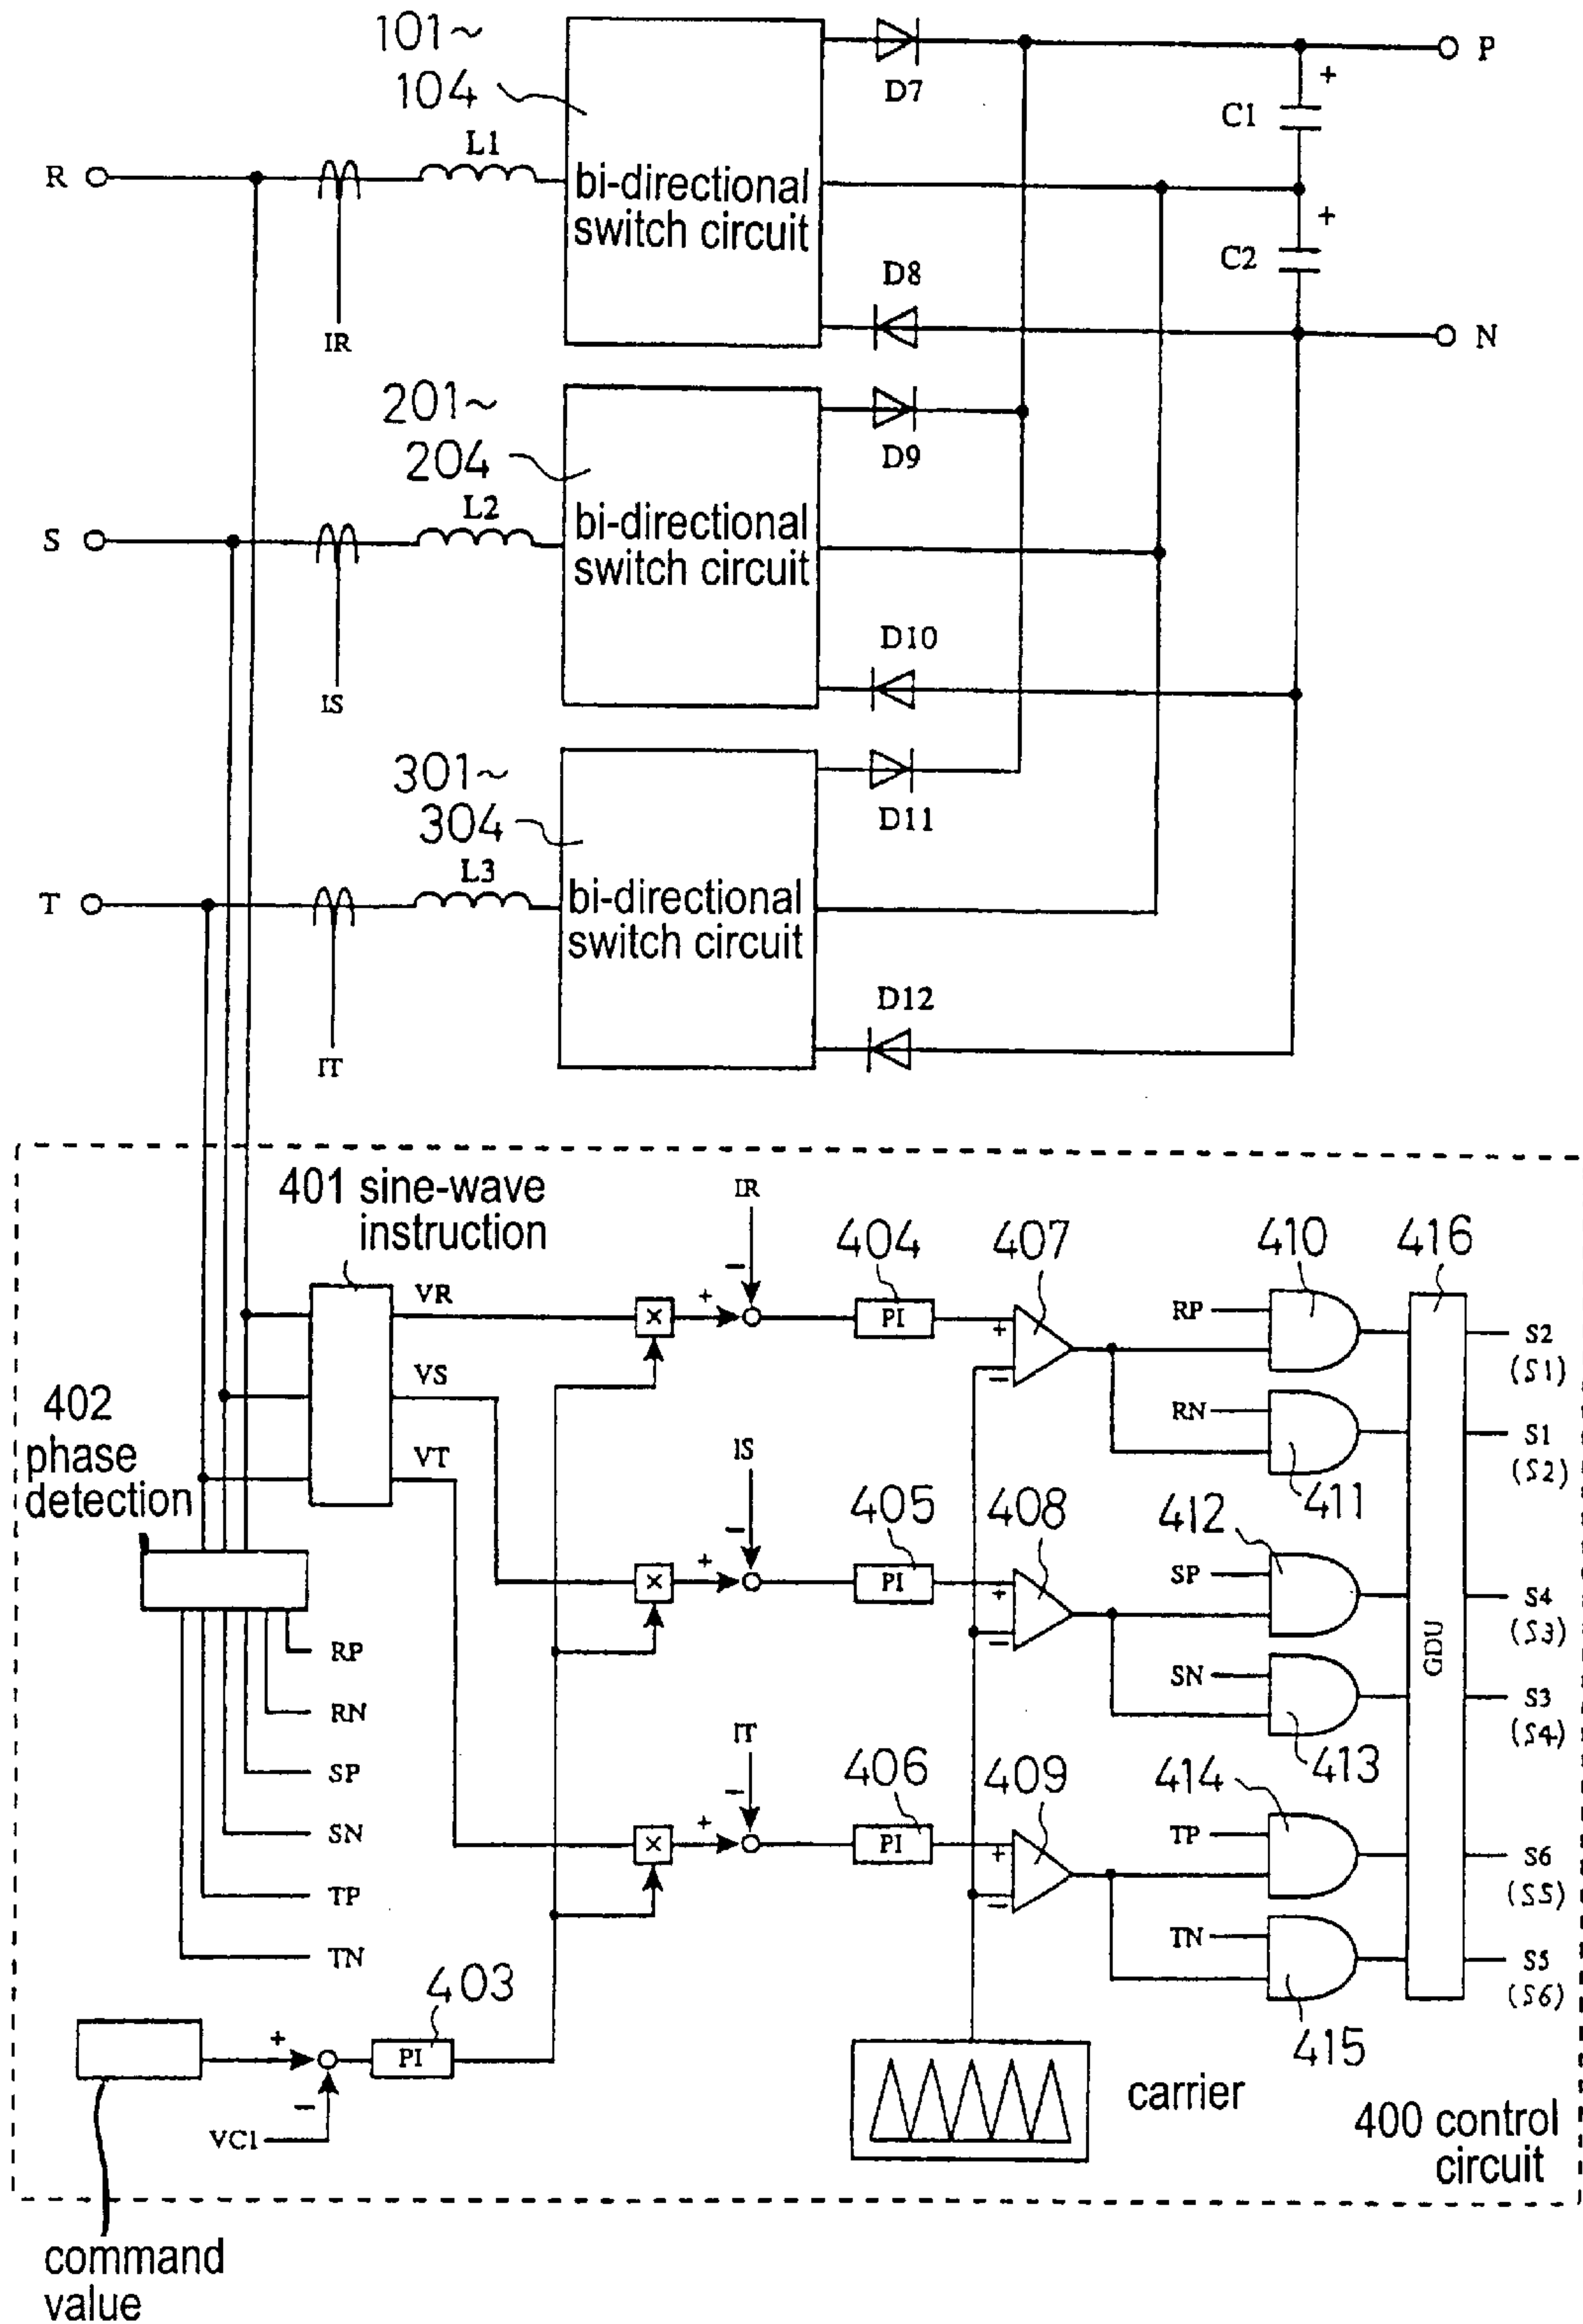 101~
104
D7
P
+
C1
R
L1
bi-directional
switch circuit
+
C2
IR
D8
N
201~
204
D9
S
L2
bi-directional
switch circuit
D10
IS
301~
304
D11
T
L3
bi-directional
switch circuit
D12
IT
401 sine-wave
instruction
402
phase
detection
VR
VS
VT
RP
RN
SP
SN
TP
TN
×
+
IR
−
404
PI
407
+
−
RP
410
RN
411
416
GDU
S2
(S1)
S1
(S2)
×
+
IS
−
405
PI
408
+
−
412
SP
SN
413
S4
(S3)
S3
(S4)
×
+
IT
−
406
PI
409
+
−
414
TP
TN
415
S6
(S5)
S5
(S6)
+
−
VC1
403
PI
carrier
400 control
circuit
command
value